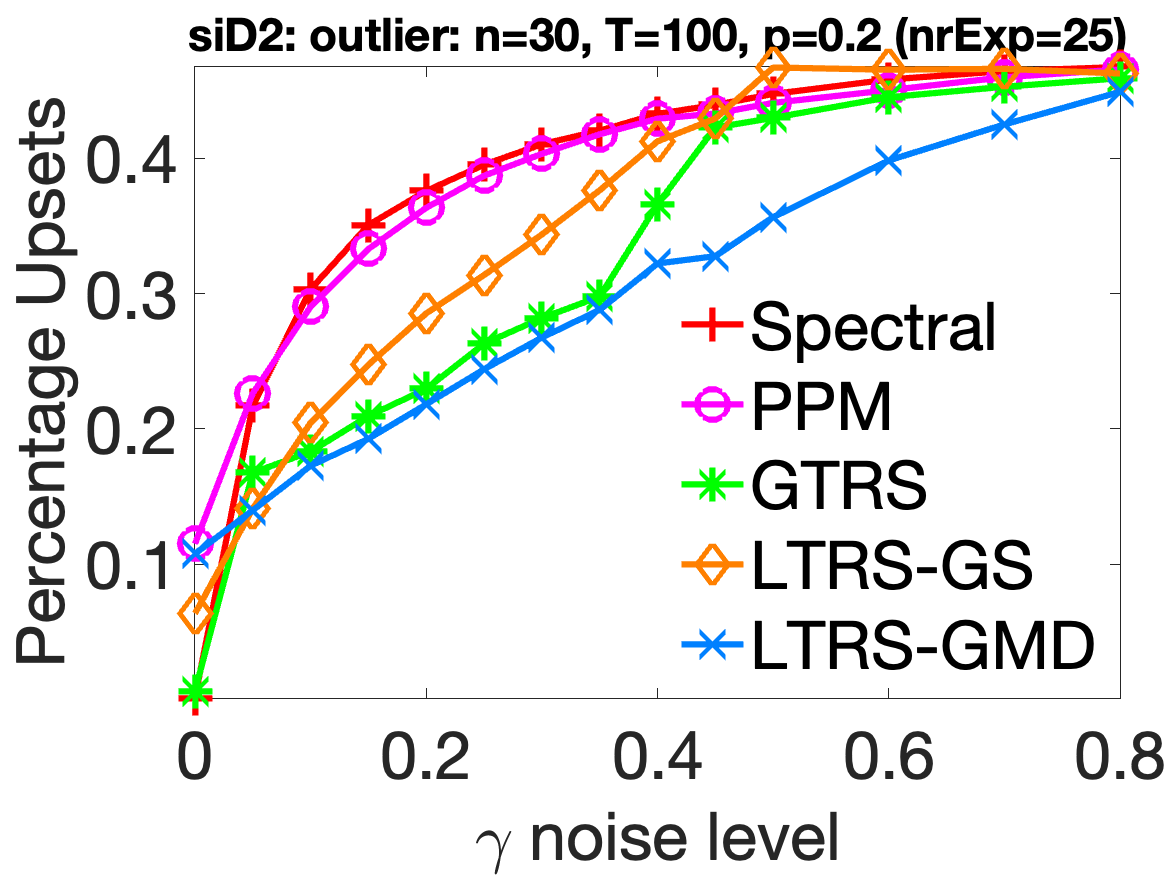 siD2: outlier: n=30, T=100, p=0.2 (nrExp=25)
Percentage Upsets
0.4
0.3
0.2
0.1
Spectral
PPM
GTRS
LTRS-GS
LTRS-GMD
0 0.2 0.4 0.6 0.8
γ noise level